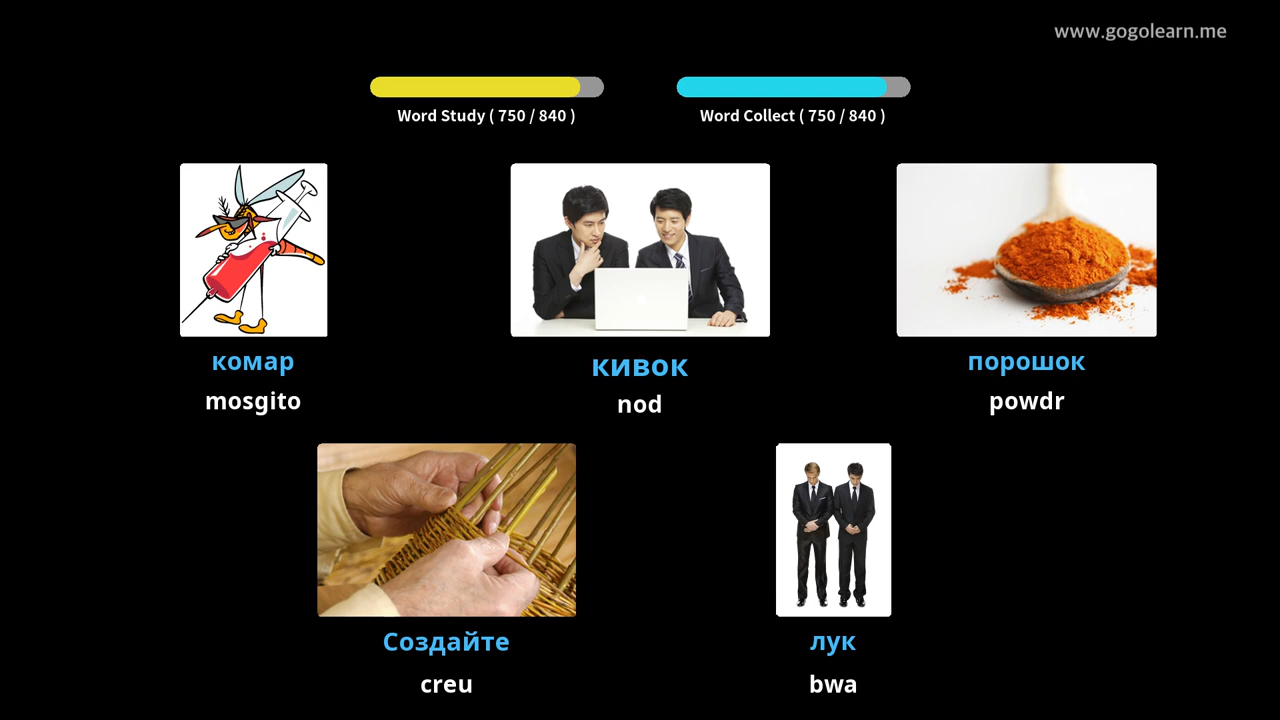 www.gogolearn.me
Word Study ( 750 / 840 )
Word Collect ( 750 / 840 )
комар
кивок
порошок
mosgito
nod
powdr
Создайте
лук
creu
bwa